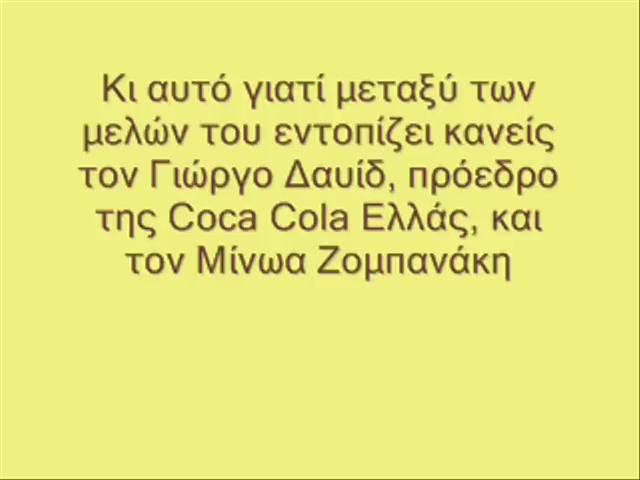 Κι αυτό γιατί μεταξύ των
μελών του εντοπίζει κανείς
τον Γιώργο Δαυίδ, πρόεδρο
της Coca Cola Ελλάς, και
τον Μίνωα Ζομπανάκη